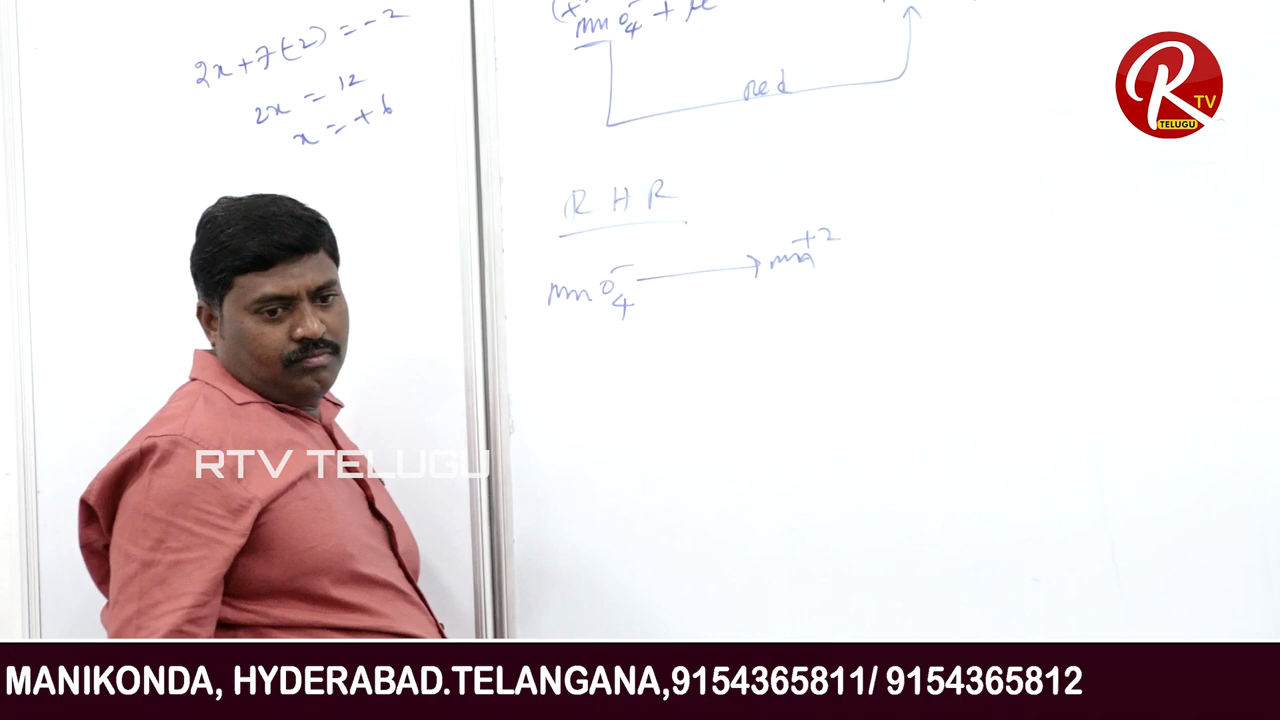 2x+7(-2) = -2
2x = 12
x = +6
MnO₄⁻ +
red
RHR
MnO₄⁻ → Mn⁺²
R TV
TELUGU
RTV TELUGU
MANIKONDA, HYDERABAD.TELANGANA,9154365811/ 9154365812